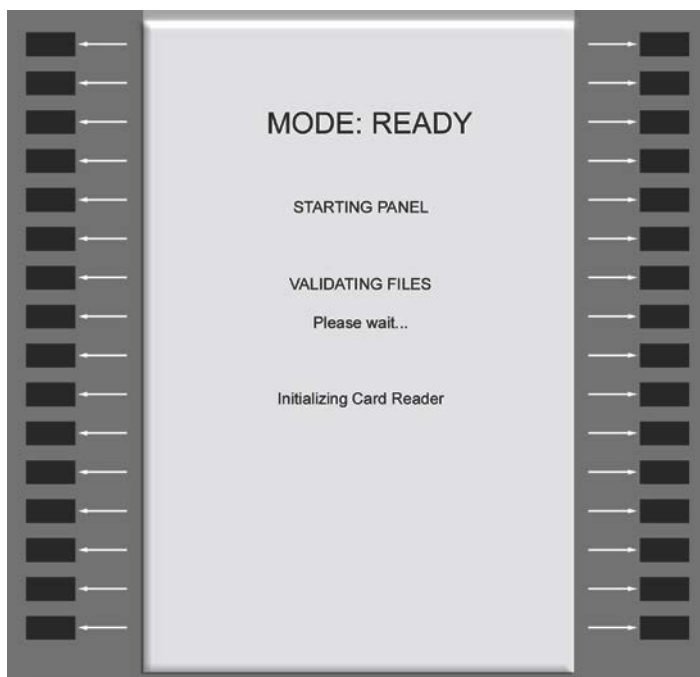 MODE: READY
STARTING PANEL
VALIDATING FILES
Please wait...
Initializing Card Reader